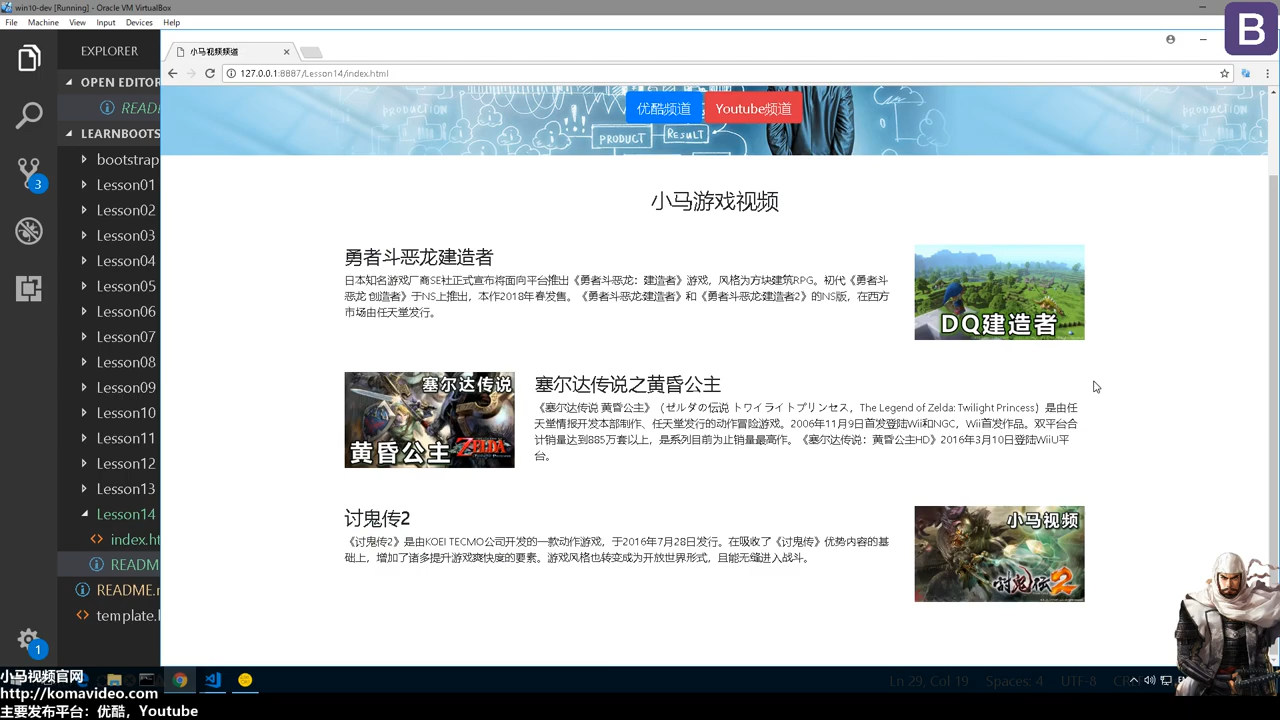 win10-dev [Running] - Oracle VM VirtualBox
File Machine View Input Devices Help
B
EXPLORER
OPEN EDITOR
READ
LEARNBOOTS
bootstrap
Lesson01
Lesson02
Lesson03
Lesson04
Lesson05
Lesson06
Lesson07
Lesson08
Lesson09
Lesson10
Lesson11
Lesson12
Lesson13
Lesson14
index.ht
READM
README.r
template.
3
1
小马视频频道
127.0.0.1:8887/Lesson14/index.html
优酷频道 Youtube频道
production
PRODUCT
RESULT
production
小马游戏视频
勇者斗恶龙建造者
日本知名游戏厂商SE社正式宣布将面向平台推出《勇者斗恶龙：建造者》游戏，风格为方块建筑RPG。初代《勇者斗
恶龙 创造者》于NS上推出，本作2018年春发售。《勇者斗恶龙:建造者》和《勇者斗恶龙:建造者2》的NS版，在西方
市场由任天堂发行。
DQ建造者
塞尔达传说
黄昏公主
ZELDA
塞尔达传说之黄昏公主
《塞尔达传说 黄昏公主》（ゼルダの伝説 トワイライトプリンセス，The Legend of Zelda: Twilight Princess）是由任
天堂情报开发本部制作、任天堂发行的动作冒险游戏。2006年11月9日首发登陆Wii和NGC，Wii首发作品。双平台合
计销量达到885万套以上，是系列目前为止销量最高作。《塞尔达传说：黄昏公主HD》2016年3月10日登陆WiiU平
台。
讨鬼传2
《讨鬼传2》是由KOEI TECMO公司开发的一款动作游戏，于2016年7月28日发行。在吸收了《讨鬼传》优势内容的基
础上，增加了诸多提升游戏爽快度的要素。游戏风格也转变成为开放世界形式，且能无缝进入战斗。
小马视频
討鬼伝2
Ln 29, Col 19 Spaces: 4 UTF-8
小马视频官网
http://komavideo.com
主要发布平台：优酷，Youtube